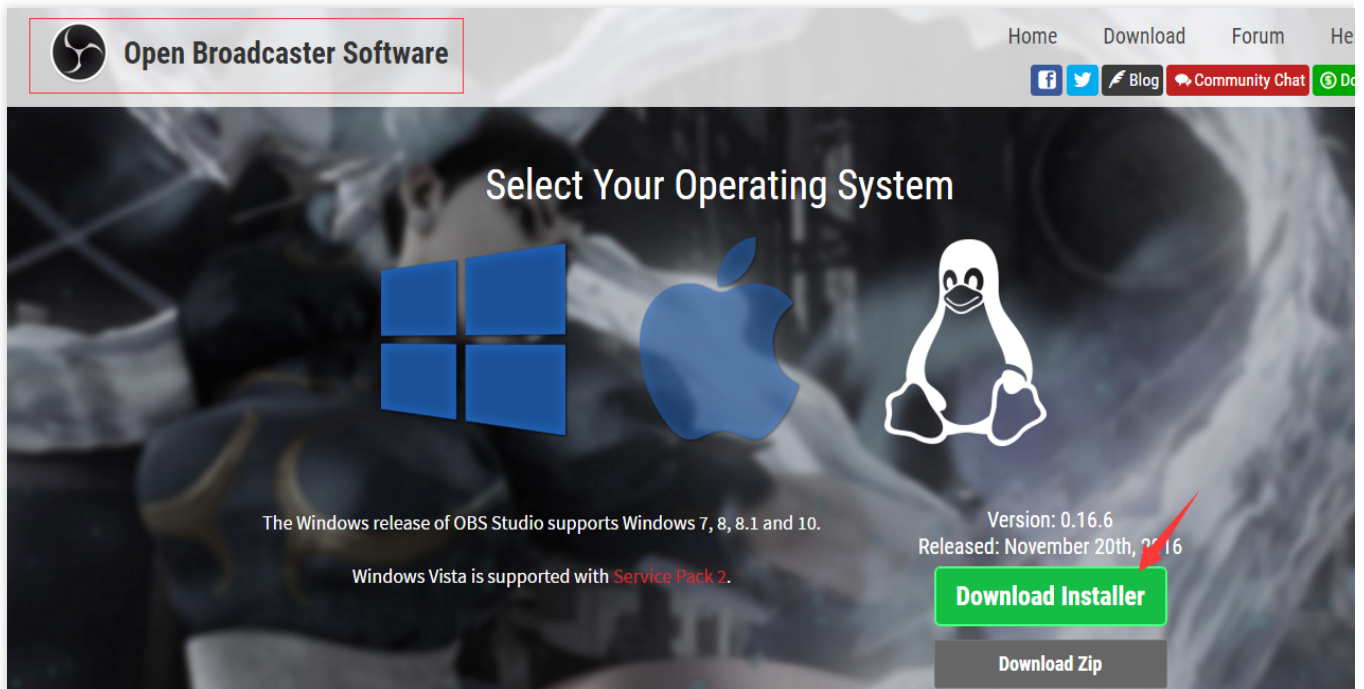 Open Broadcaster Software
Home Download Forum
Blog Community Chat
Select Your Operating System
The Windows release of OBS Studio supports Windows 7, 8, 8.1 and 10.
Windows Vista is supported with Service Pack 2.
Version: 0.16.6
Released: November 20th, 2016
Download Installer
Download Zip